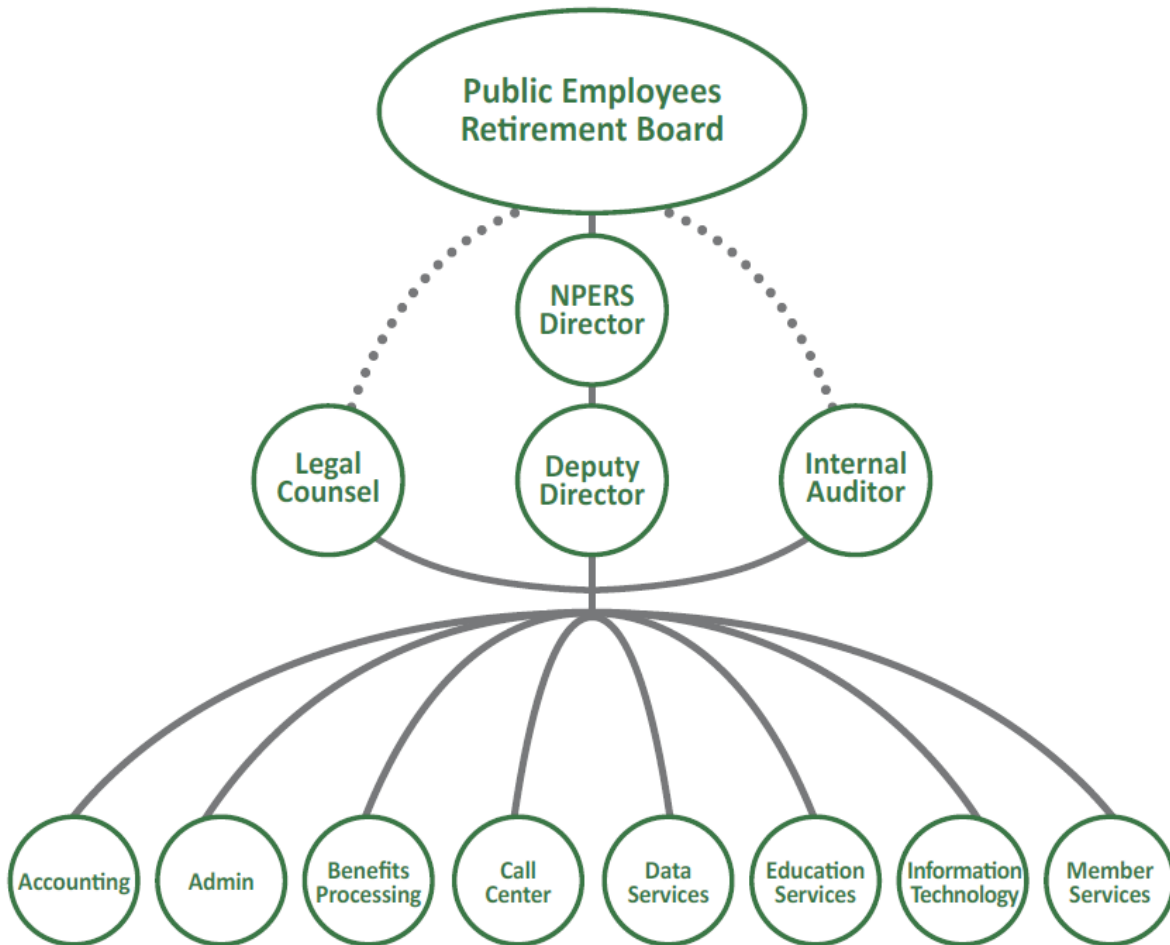 Public Employees
Retirement Board
NPERS
Director
Legal
Counsel
Deputy
Director
Internal
Auditor
Accounting
Admin
Benefits
Processing
Call
Center
Data
Services
Education
Services
Information
Technology
Member
Services